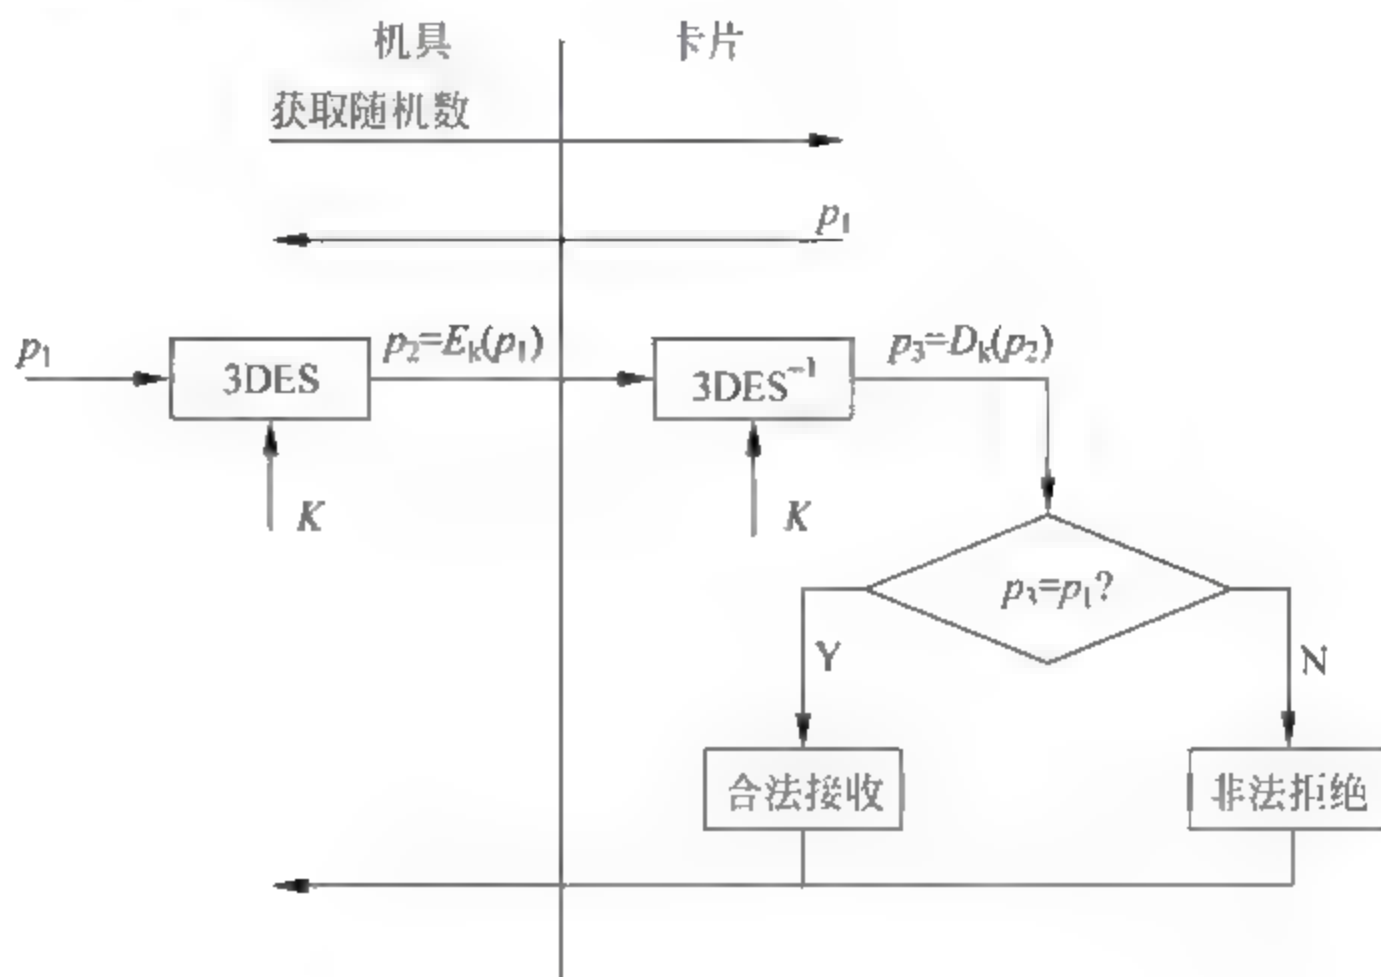 机具 卡片
获取随机数
p₁
p₁
3DES
p₂=Eₖ(p₁)
3DES⁻¹
p₃=Dₖ(p₂)
K
K
p₃=p₁?
Y
N
合法接收
非法拒绝